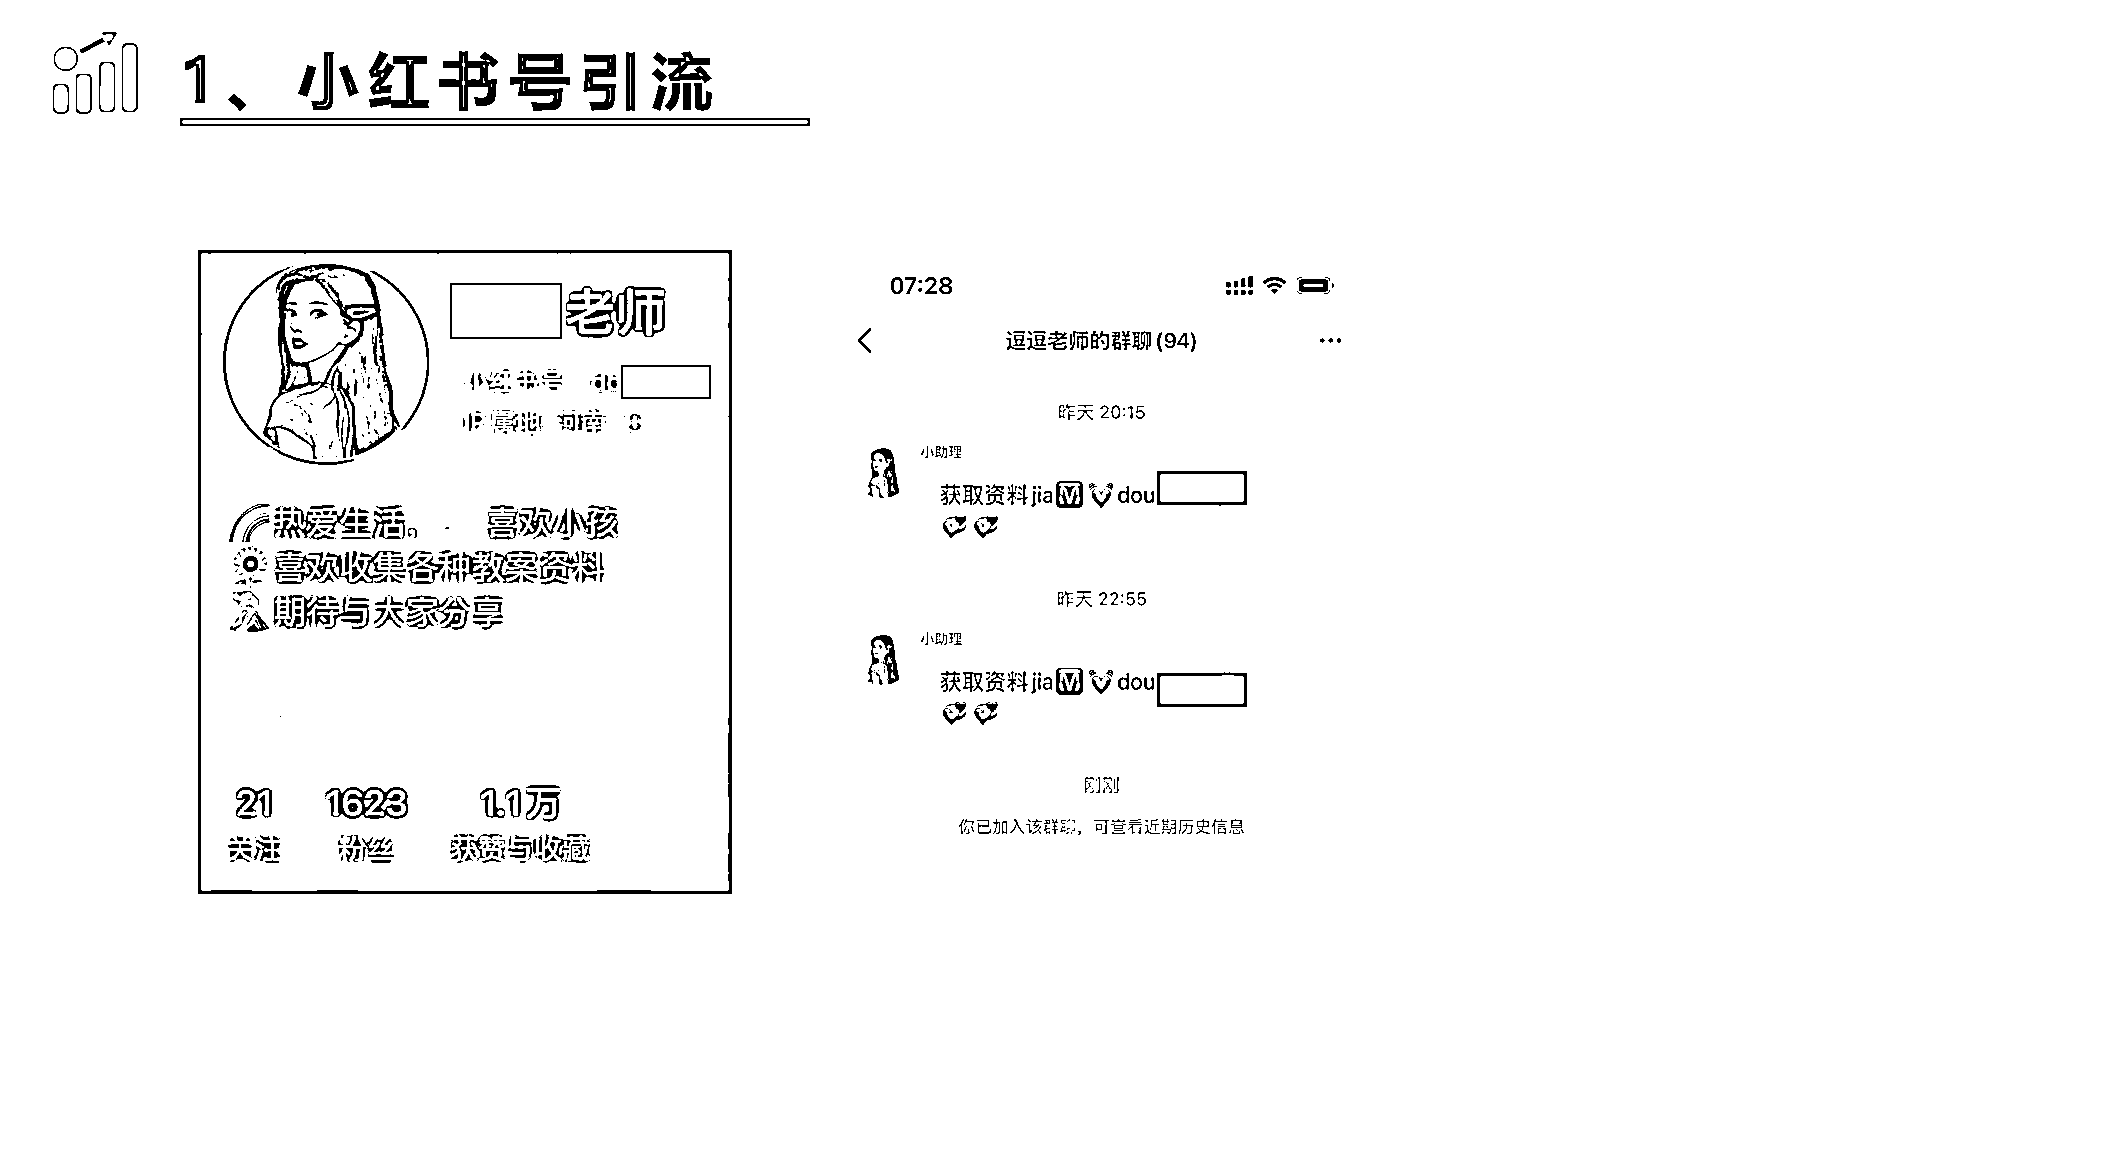 1、小红书号引流
老师
小红书号
IP属地 河南
热爱生活。 喜欢小孩
喜欢收集各种教案资料
期待与大家分享
21 1623 1.1万
关注 粉丝 获赞与收藏
07:28
逗逗老师的群聊(94)
昨天 20:15
小助理
获取资料jiaⓂ dou
昨天 22:55
小助理
获取资料jiaⓂ dou
刚刚
你已加入该群聊，可查看近期历史信息